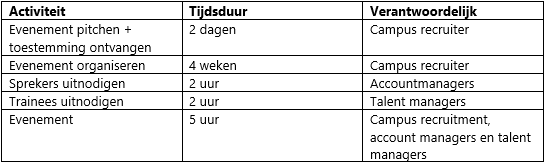 Activiteit Tijdsduur Verantwoordelijk
Evenement pitchen + 2 dagen Campus recruiter
toestemming ontvangen
Evenement organiseren 4 weken Campus recruiter
Sprekers uitnodigen 2 uur Accountmanagers
Trainees uitnodigen 2 uur Talent managers
Evenement 5 uur Campus recruitment,
account managers en talent
managers